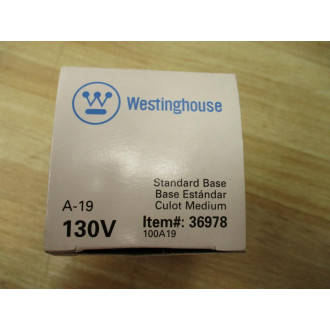 Westinghouse
Standard Base
Base Estándar
Culot Medium
A-19
130V
Item#: 36978
100A19